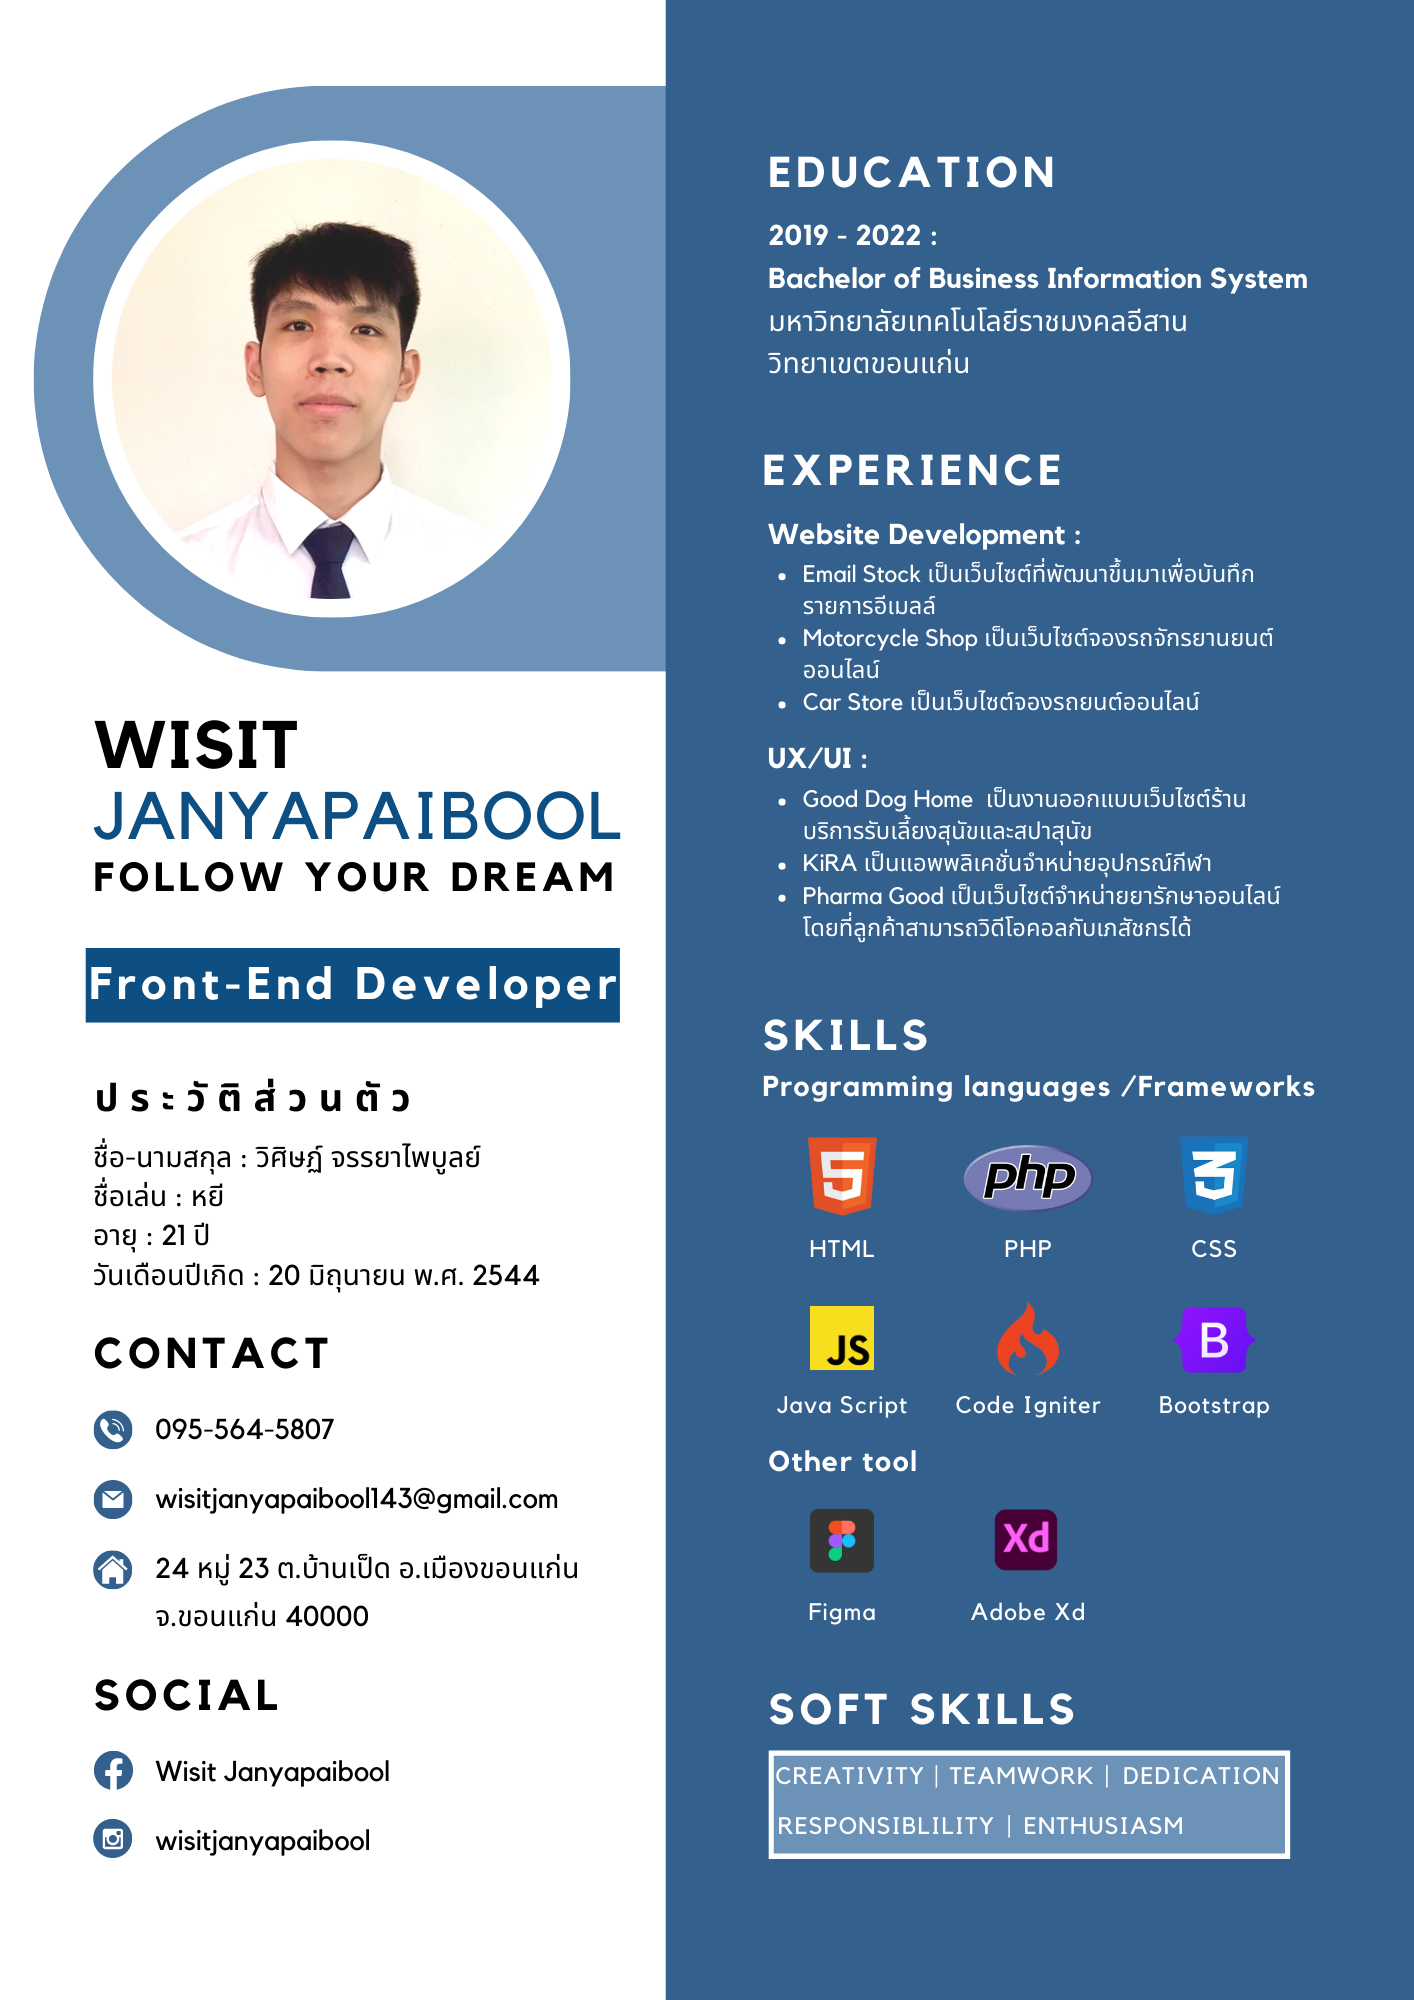 WISIT
JANYAPAIBOOL
FOLLOW YOUR DREAM
Front-End Developer
ประวัติส่วนตัว
ชื่อ-นามสกุล : วิศิษฏ์ จรรยาไพบูลย์
ชื่อเล่น : หยี
อายุ : 21 ปี
วันเดือนปีเกิด : 20 มิถุนายน พ.ศ. 2544
CONTACT
095-564-5807
wisitjanyapaibool143@gmail.com
24 หมู่ 23 ต.บ้านเป็ด อ.เมืองขอนแก่น
จ.ขอนแก่น 40000
SOCIAL
Wisit Janyapaibool
wisitjanyapaibool
EDUCATION
2019 - 2022 :
Bachelor of Business Information System
มหาวิทยาลัยเทคโนโลยีราชมงคลอีสาน
วิทยาเขตขอนแก่น
EXPERIENCE
Website Development :
• Email Stock เป็นเว็บไซต์ที่พัฒนาขึ้นมาเพื่อบันทึก
รายการอีเมลล์
• Motorcycle Shop เป็นเว็บไซต์จองรถจักรยานยนต์
ออนไลน์
• Car Store เป็นเว็บไซต์จองรถยนต์ออนไลน์
UX/UI :
• Good Dog Home เป็นงานออกแบบเว็บไซต์ร้าน
บริการรับเลี้ยงสุนัขและสปาสุนัข
• KiRA เป็นแอพพลิเคชั่นจำหน่ายอุปกรณ์กีฬา
• Pharma Good เป็นเว็บไซต์จำหน่ายยารักษาออนไลน์
โดยที่ลูกค้าสามารถวิดีโอคอลกับเภสัชกรได้
SKILLS
Programming languages /Frameworks
5 php 3
HTML PHP CSS
JS B
Java Script Code Igniter Bootstrap
Other tool
Xd
Figma Adobe Xd
SOFT SKILLS
CREATIVITY | TEAMWORK | DEDICATION
RESPONSIBLILITY | ENTHUSIASM